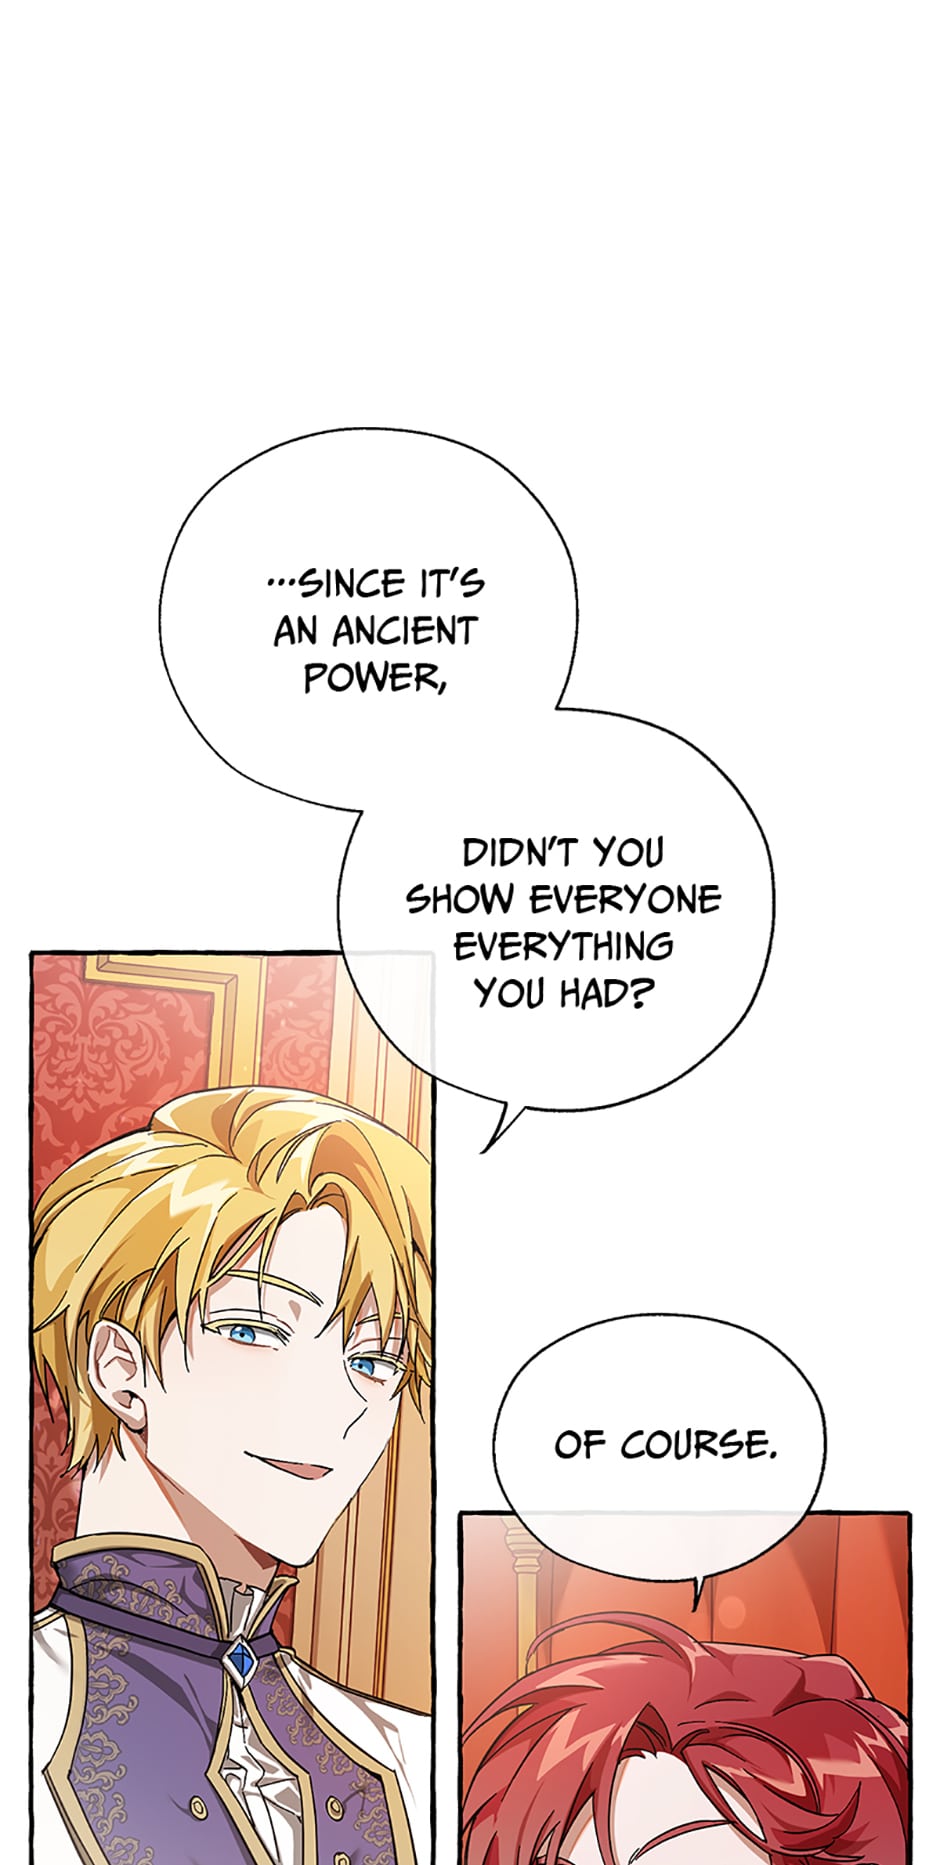 ...SINCE IT'S
AN ANCIENT
POWER,
DIDN'T YOU
SHOW EVERYONE
EVERYTHING
YOU HAD?
OF COURSE.